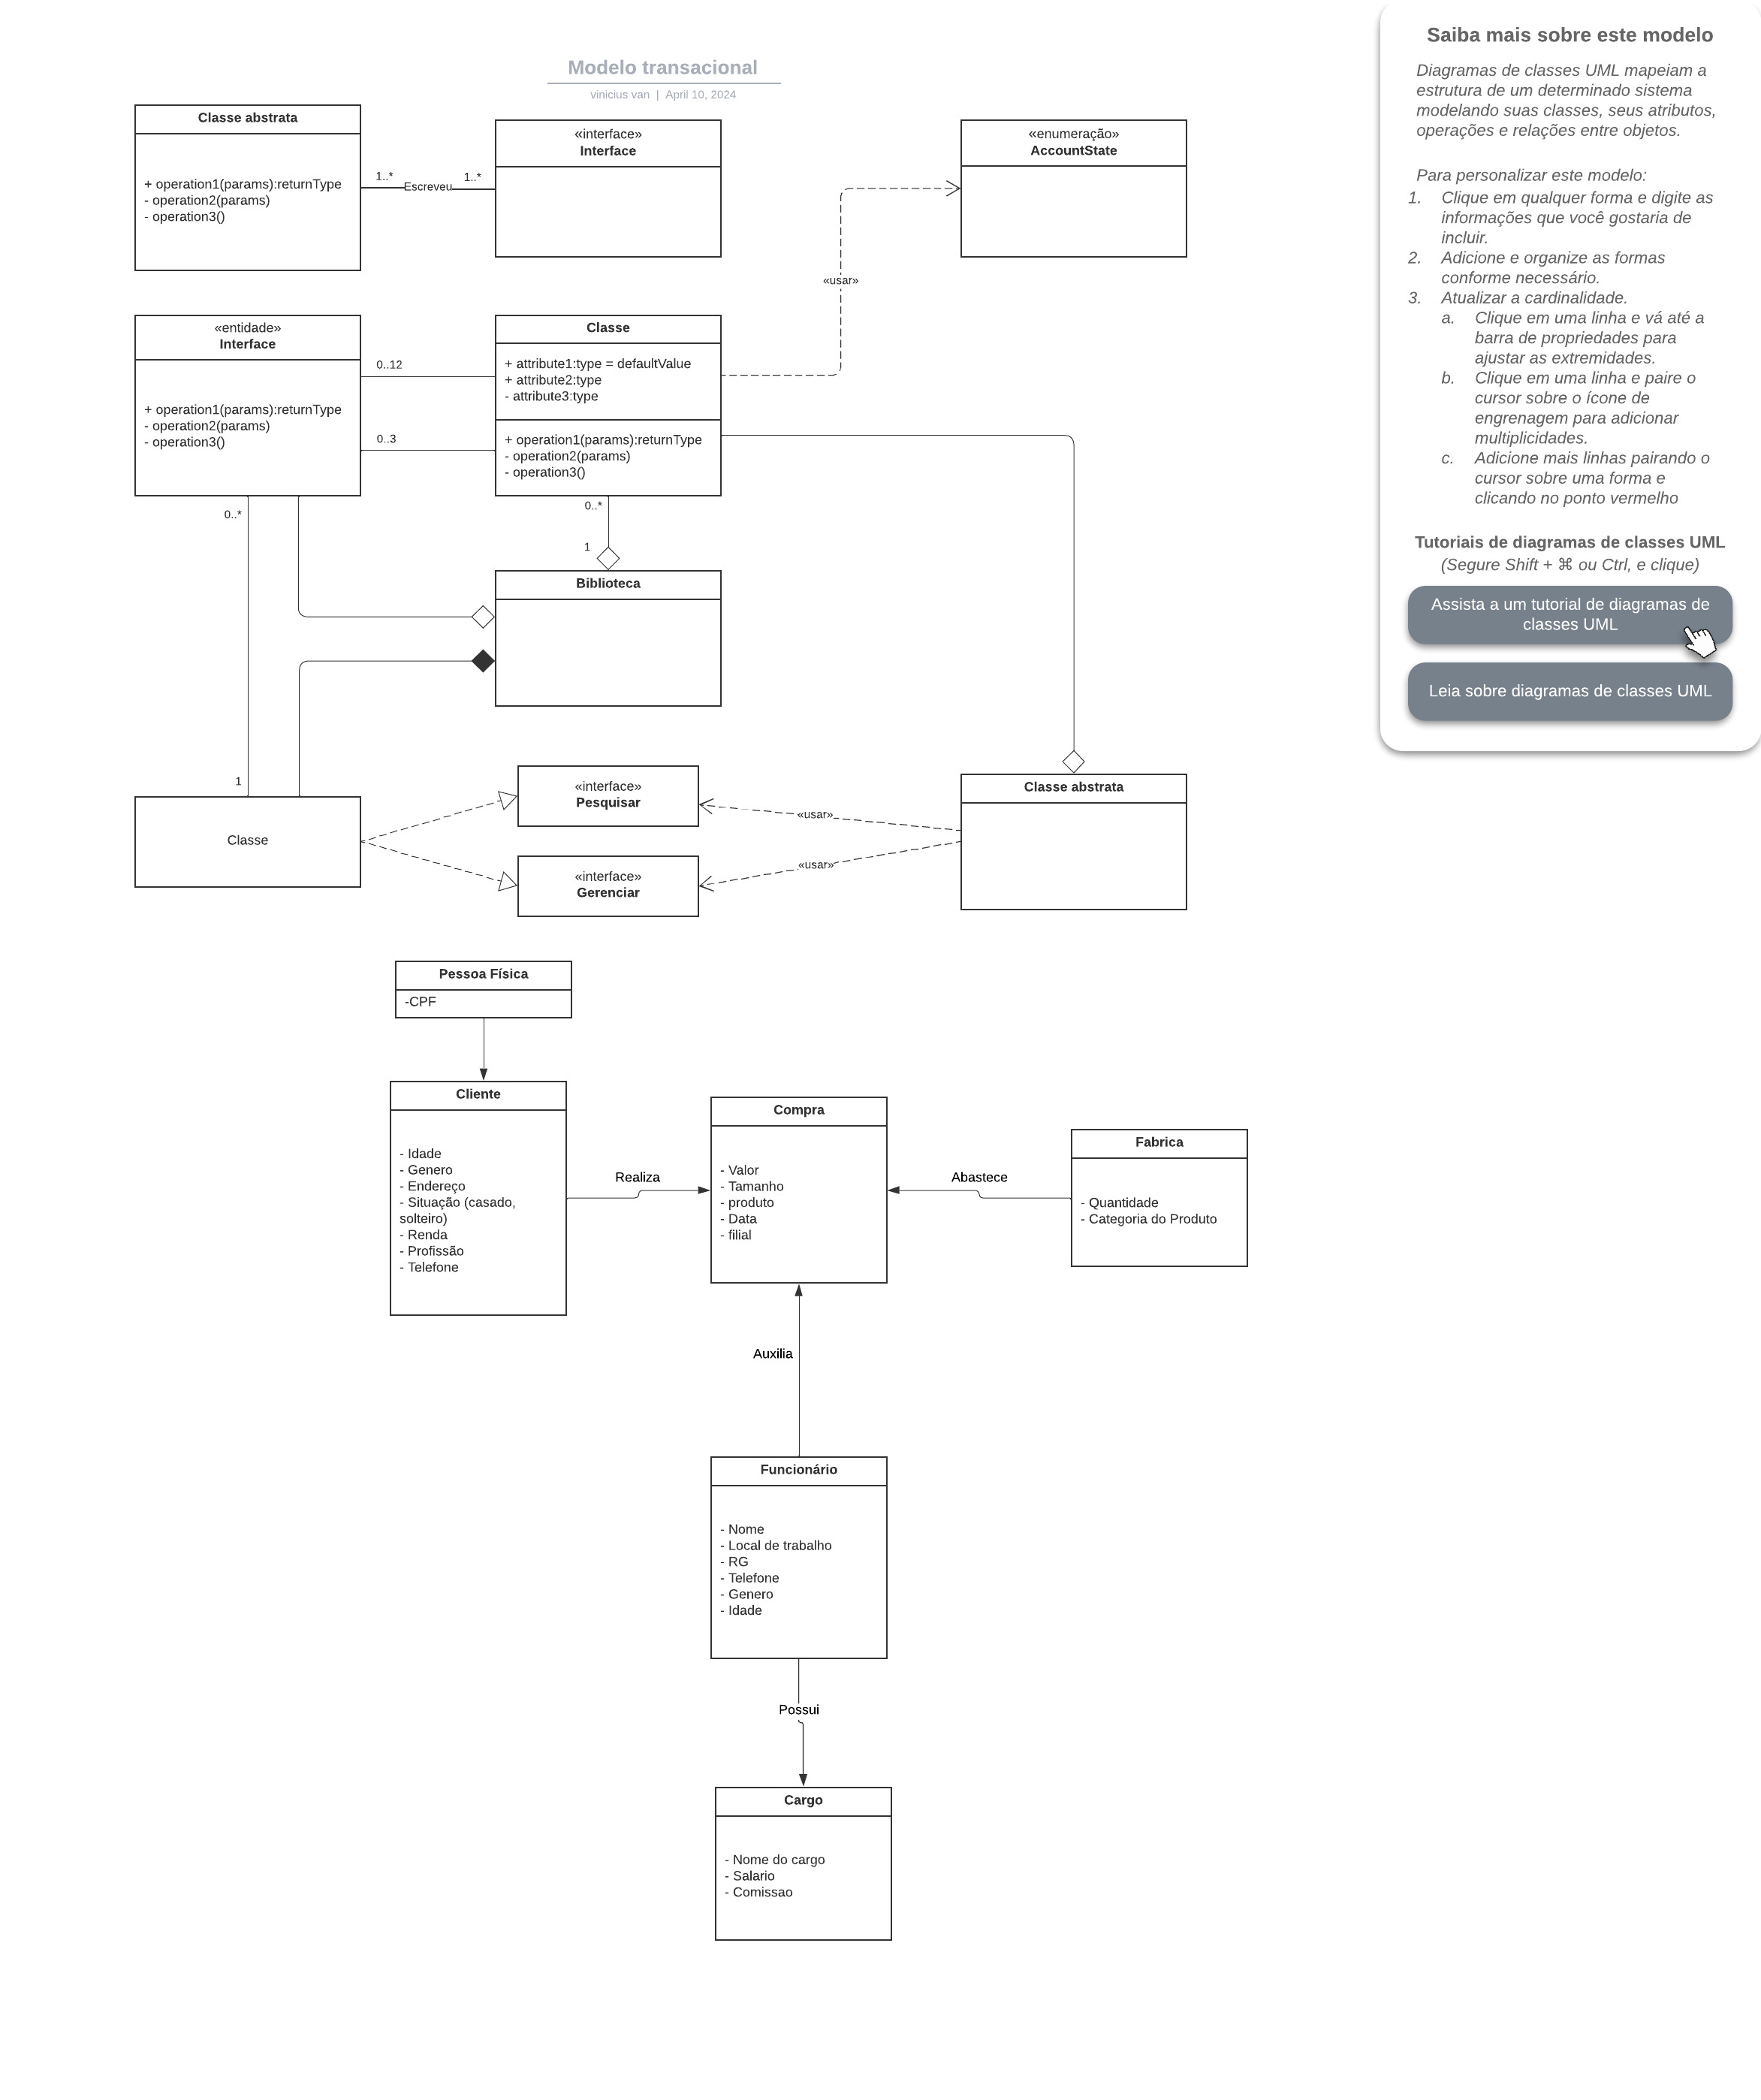 Modelo transacional
vinicius van | April 10, 2024
Classe abstrata
+ operation1(params):returnType
- operation2(params)
- operation3()
1..*
Escreveu
1..*
«interface»
Interface
«enumeração»
AccountState
«usar»
«entidade»
Interface
+ operation1(params):returnType
- operation2(params)
- operation3()
0..12
0..3
Classe
+ attribute1:type = defaultValue
+ attribute2:type
- attribute3:type
+ operation1(params):returnType
- operation2(params)
- operation3()
0..*
0..*
1
Biblioteca
1
Classe
«interface»
Pesquisar
«interface»
Gerenciar
«usar»
«usar»
Classe abstrata
Pessoa Física
-CPF
Cliente
- Idade
- Genero
- Endereço
- Situação (casado,
solteiro)
- Renda
- Profissão
- Telefone
Realiza
Compra
- Valor
- Tamanho
- produto
- Data
- filial
Abastece
Fabrica
- Quantidade
- Categoria do Produto
Auxilia
Funcionário
- Nome
- Local de trabalho
- RG
- Telefone
- Genero
- Idade
Possui
Cargo
- Nome do cargo
- Salario
- Comissao
Saiba mais sobre este modelo
Diagramas de classes UML mapeiam a
estrutura de um determinado sistema
modelando suas classes, seus atributos,
operações e relações entre objetos.
Para personalizar este modelo:
1. Clique em qualquer forma e digite as
informações que você gostaria de
incluir.
2. Adicione e organize as formas
conforme necessário.
3. Atualizar a cardinalidade.
a. Clique em uma linha e vá até a
barra de propriedades para
ajustar as extremidades.
b. Clique em uma linha e paire o
cursor sobre o ícone de
engrenagem para adicionar
multiplicidades.
c. Adicione mais linhas pairando o
cursor sobre uma forma e
clicando no ponto vermelho
Tutoriais de diagramas de classes UML
(Segure Shift + ⌘ ou Ctrl, e clique)
Assista a um tutorial de diagramas de
classes UML
Leia sobre diagramas de classes UML